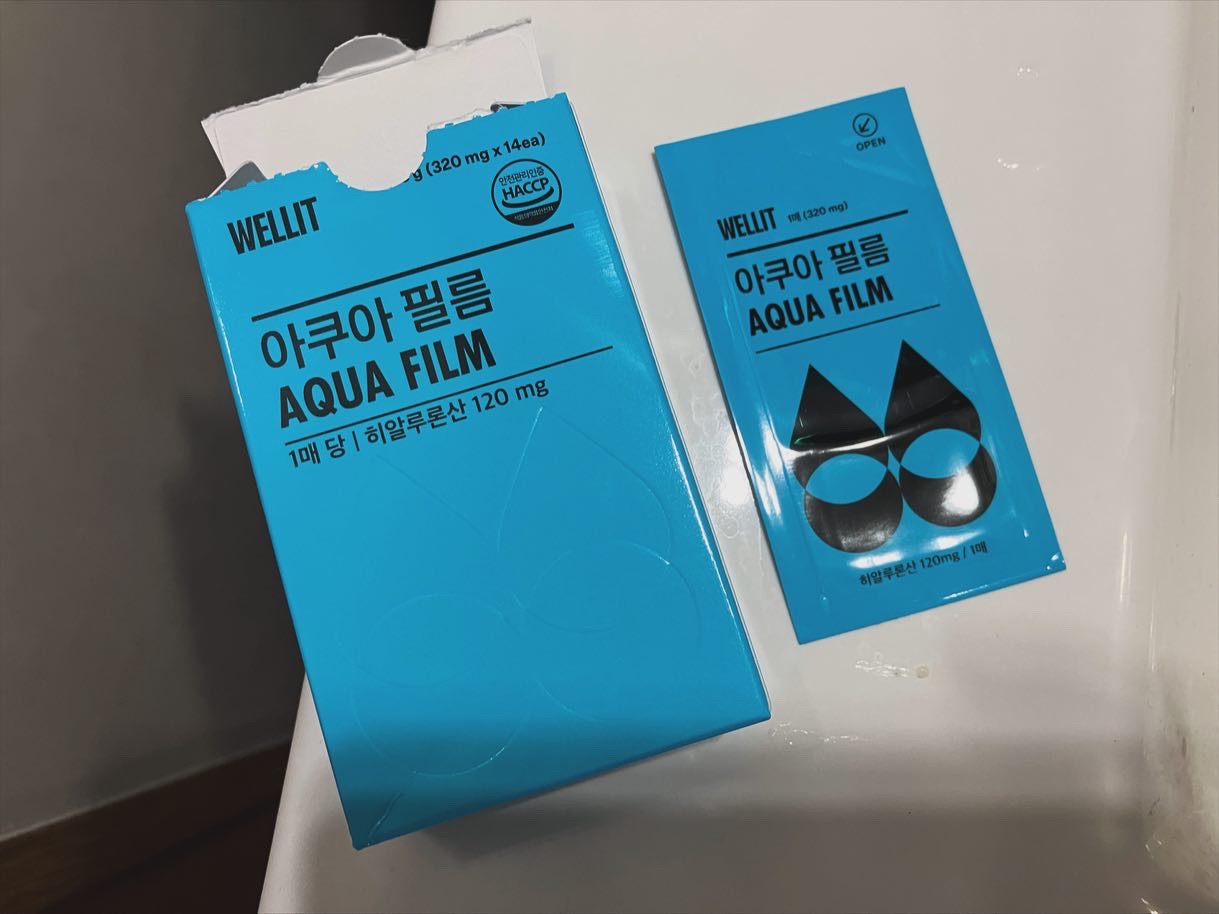 g (320 mg x 14ea)
안전관리인증
HACCP
WELLIT
아쿠아 필름
AQUA FILM
1매 당 | 히알루론산 120 mg
OPEN
WELLIT 1매 (320 mg)
아쿠아 필름
AQUA FILM
히알루론산 120mg / 1매